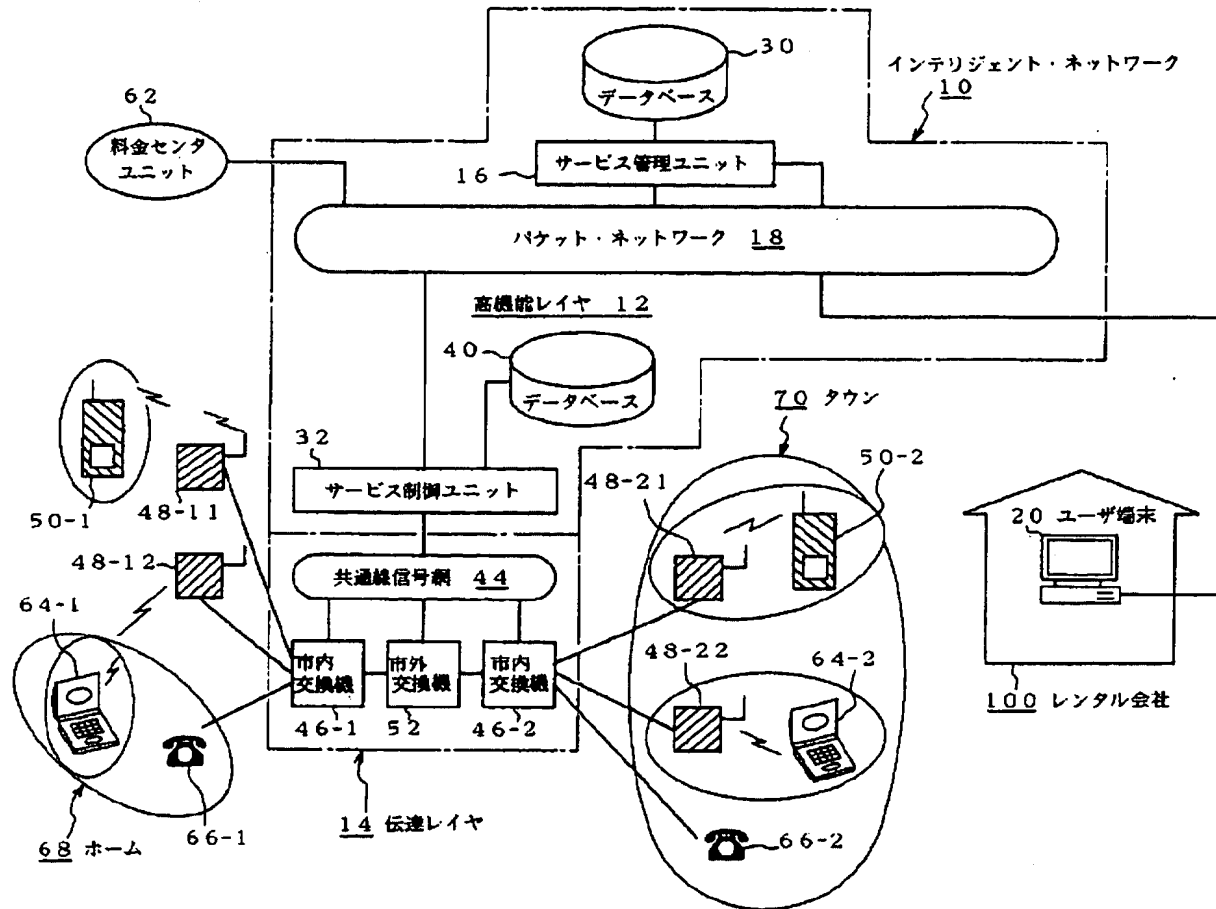 30
データベース
インテリジェント・ネットワーク
10
62
料金センタ
ユニット
サービス管理ユニット
16
パケット・ネットワーク 18
高機能レイヤ 12
40
データベース
70 タウン
32
サービス制御ユニット
50-1
48-11
48-21
50-2
20 ユーザ端末
48-12
共通線信号網 44
64-1
市内
交換機
市外
交換機
市内
交換機
48-22
64-2
46-1
52
46-2
100 レンタル会社
14 伝達レイヤ
66-1
68 ホーム
66-2